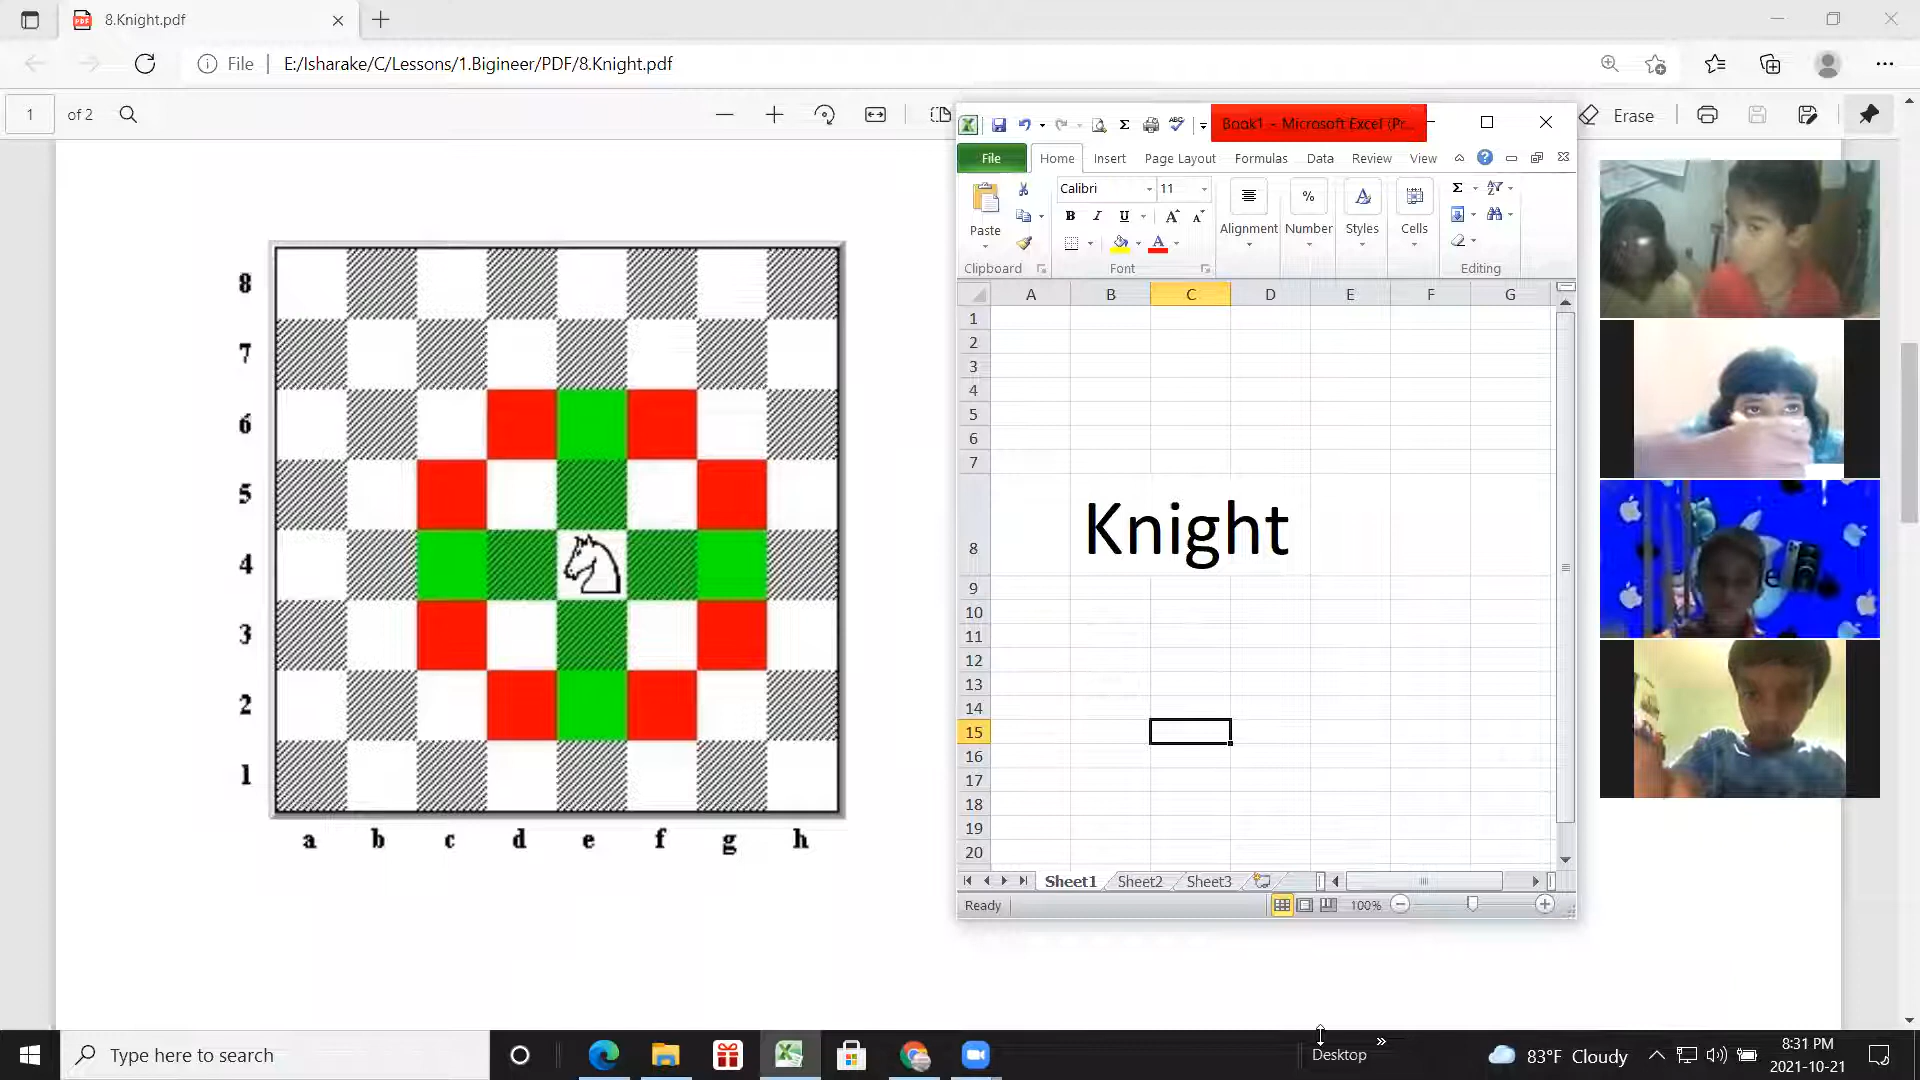 8.Knight.pdf
File
E:/Isharake/C/Lessons/1.Bigineer/PDF/8.Knight.pdf
1 of 2
Erase
Book1 - Microsoft Excel (Pr...
File Home Insert Page Layout Formulas Data Review View
Calibri 11
Paste
B I U A A
Alignment Number Styles Cells
Clipboard Font Editing
A B C D E F G
1
2
3
4
5
6
7
8 Knight
9
10
11
12
13
14
15
16
17
18
19
20
Sheet1 Sheet2 Sheet3
Ready 100%
8
7
6
5
4
3
2
1
a b c d e f g h
Type here to search
Desktop
83°F Cloudy
8:31 PM
2021-10-21